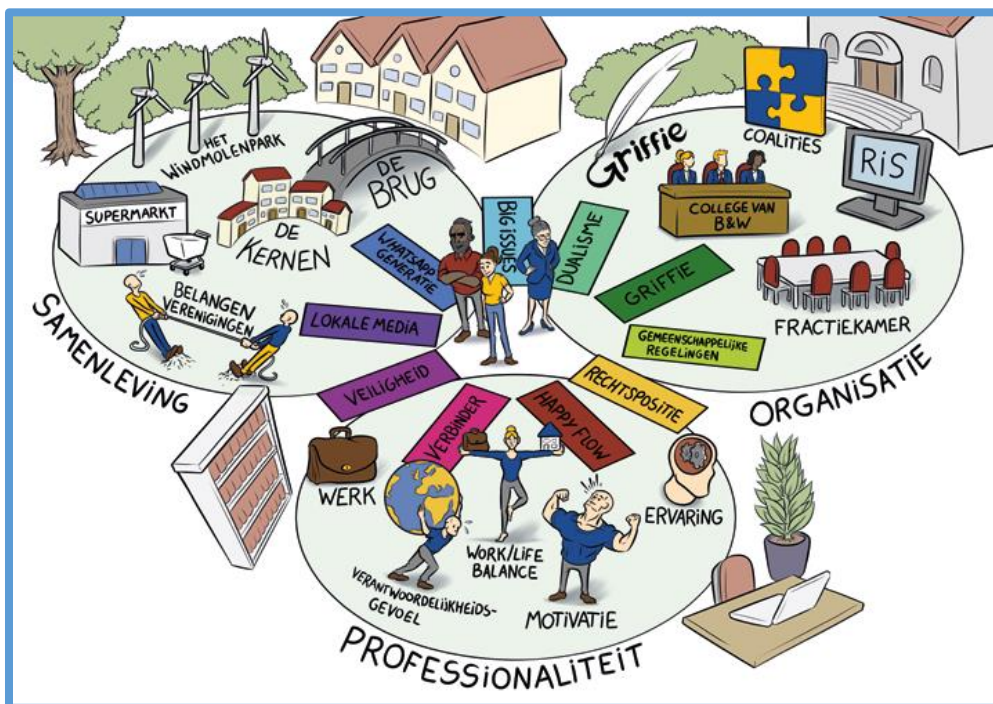 HET
WINDMOLENPARK
SUPERMARKT
DE
KERNEN
DE
BRUG
BELANGEN
VERENIGINGEN
SAMENLEVING
WHATSAPP
GENERATIE
LOKALE MEDIA
VEILIGHEID
BIG ISSUES
DUALISME
GRIFFIE
GEMEENSCHAPPELIJKE
REGELINGEN
RECHTSPOSITIE
HAPPY FLOW
VERBINDER
GRIFFIE
COALITIES
RiS
COLLEGE VAN
B&W
FRACTIEKAMER
ORGANISATIE
WERK
VERANTWOORDELIJKHEIDS-
GEVOEL
WORK/LIFE
BALANCE
MOTIVATIE
ERVARING
PROFESSIONALITEIT